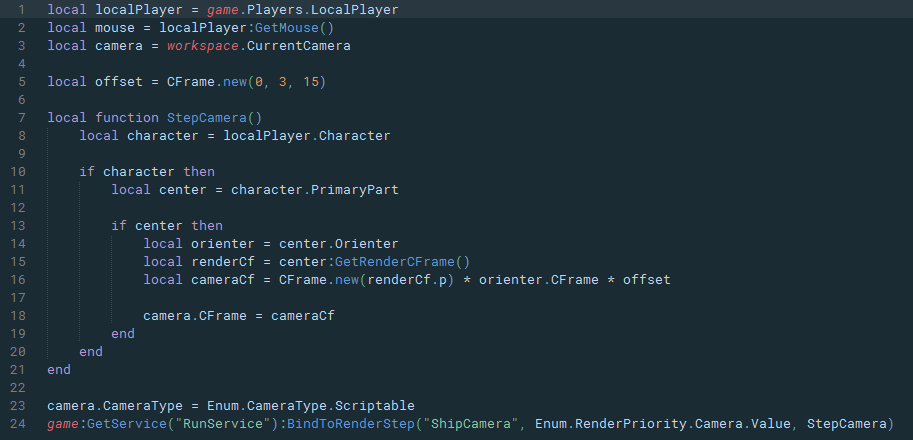 1 local localPlayer = game.Players.LocalPlayer
2 local mouse = localPlayer:GetMouse()
3 local camera = workspace.CurrentCamera
4
5 local offset = CFrame.new(0, 3, 15)
6
7 local function StepCamera()
8     local character = localPlayer.Character
9
10     if character then
11         local center = character.PrimaryPart
12
13         if center then
14             local orienter = center.Orienter
15             local renderCf = center:GetRenderCFrame()
16             local cameraCf = CFrame.new(renderCf.p) * orienter.CFrame * offset
17
18             camera.CFrame = cameraCf
19         end
20     end
21 end
22
23 camera.CameraType = Enum.CameraType.Scriptable
24 game:GetService("RunService"):BindToRenderStep("ShipCamera", Enum.RenderPriority.Camera.Value, StepCamera)